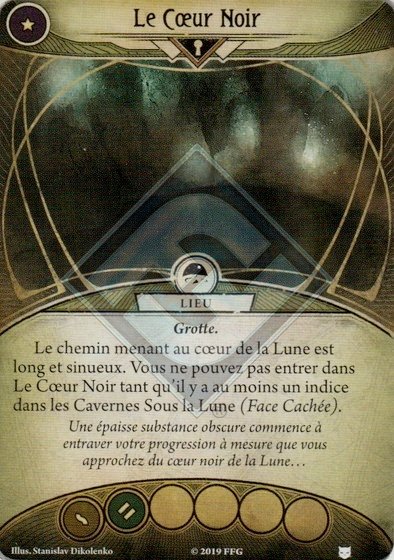 Le Cœur Noir
LIEU
Grotte.
Le chemin menant au cœur de la Lune est
long et sinueux. Vous ne pouvez pas entrer dans
Le Cœur Noir tant qu'il y a au moins un indice
dans les Cavernes Sous la Lune (Face Cachée).
Une épaisse substance obscure commence à
entraver votre progression à mesure que vous
approchez du cœur noir de la Lune…
Illus. Stanislav Dikolenko
© 2019 FFG